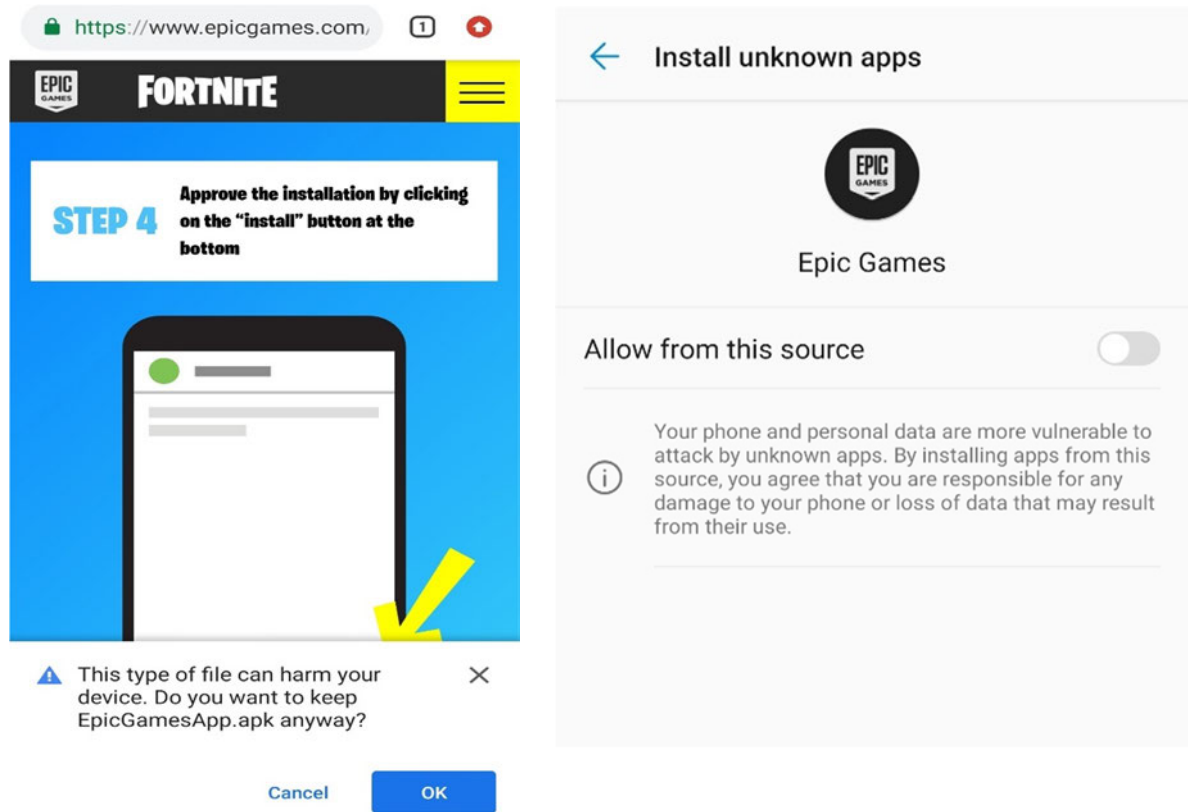 https://www.epicgames.com/
1
EPIC
GAMES
FORTNITE
STEP 4
Approve the installation by clicking
on the “install” button at the
bottom
This type of file can harm your
device. Do you want to keep
EpicGamesApp.apk anyway?
Cancel
OK
Install unknown apps
EPIC
GAMES
Epic Games
Allow from this source
Your phone and personal data are more vulnerable to
attack by unknown apps. By installing apps from this
source, you agree that you are responsible for any
damage to your phone or loss of data that may result
from their use.